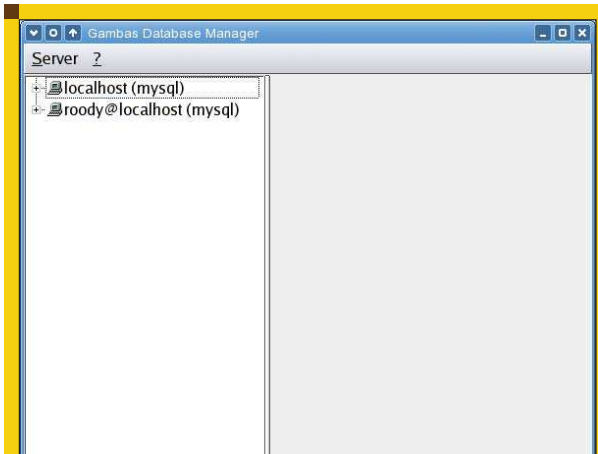 Gambas Database Manager
Server ?
localhost (mysql)
roody@localhost (mysql)